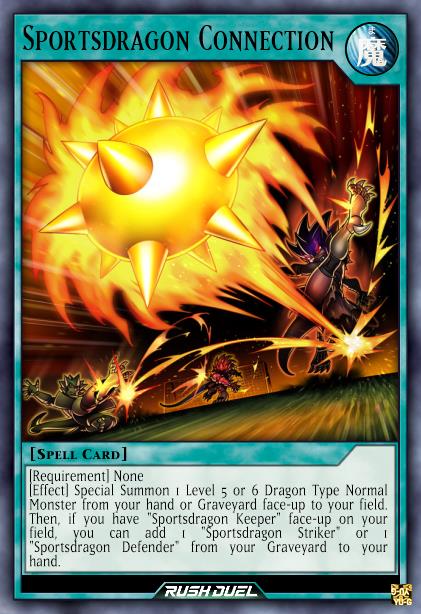 Sportsdragon Connection
ま
魔
[Spell Card]
[Requirement] None
[Effect] Special Summon 1 Level 5 or 6 Dragon Type Normal
Monster from your hand or Graveyard face-up to your field.
Then, if you have "Sportsdragon Keeper" face-up on your
field, you can add 1 "Sportsdragon Striker" or 1
"Sportsdragon Defender" from your Graveyard to your
hand.
RUSH DUEL